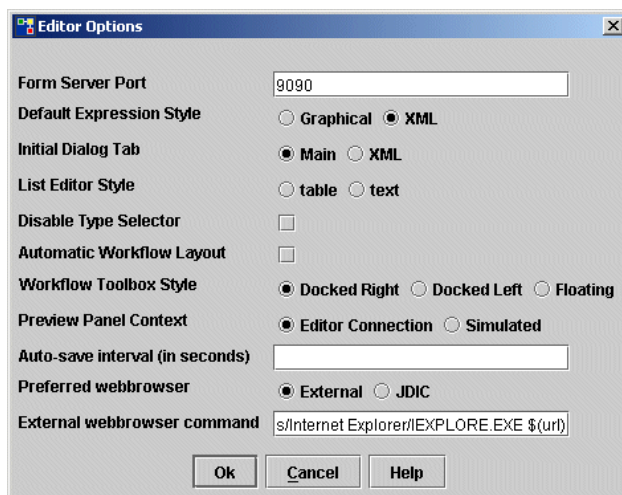 Editor Options
Form Server Port 9090
Default Expression Style Graphical XML
Initial Dialog Tab Main XML
List Editor Style table text
Disable Type Selector
Automatic Workflow Layout
Workflow Toolbox Style Docked Right Docked Left Floating
Preview Panel Context Editor Connection Simulated
Auto-save interval (in seconds)
Preferred webbrowser External JDIC
External webbrowser command s/Internet Explorer/IEXPLORE.EXE $(url)
Ok Cancel Help